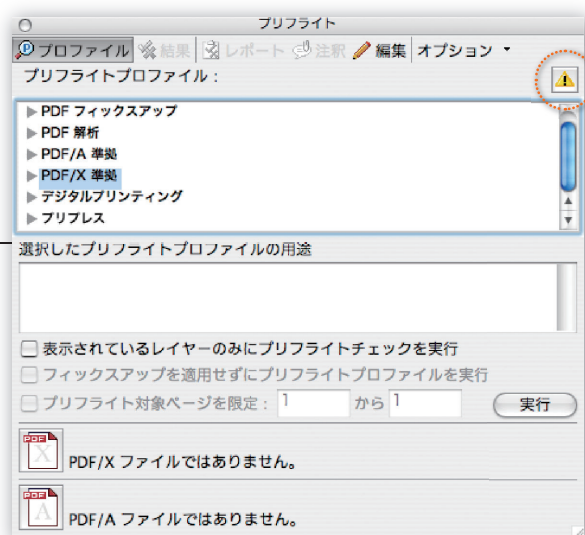 プリフライト
プロファイル 結果 レポート 注釈 編集 オプション
プリフライトプロファイル：
PDF フィックスアップ
PDF 解析
PDF/A 準拠
PDF/X 準拠
デジタルプリンティング
プリプレス
選択したプリフライトプロファイルの用途
表示されているレイヤーのみにプリフライトチェックを実行
フィックスアップを適用せずにプリフライトプロファイルを実行
プリフライト対象ページを限定： 1 から 1 実行
PDF X PDF/X ファイルではありません。
PDF A PDF/A ファイルではありません。